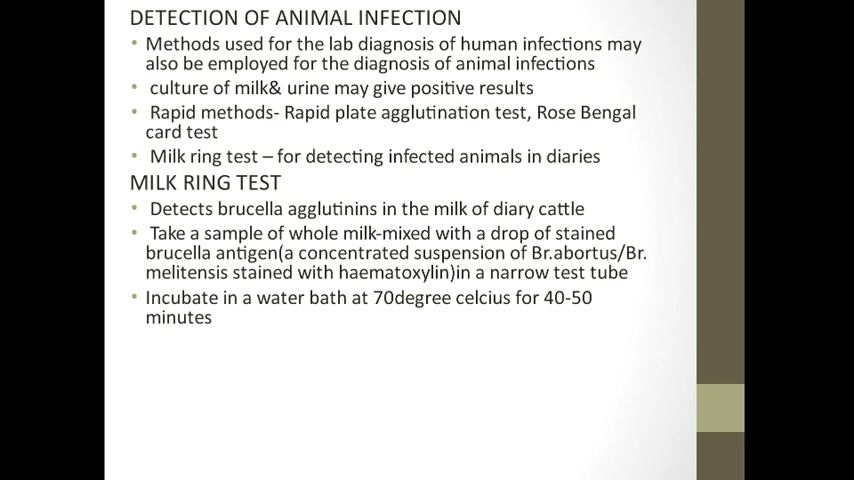 DETECTION OF ANIMAL INFECTION
• Methods used for the lab diagnosis of human infections may
also be employed for the diagnosis of animal infections
• culture of milk& urine may give positive results
• Rapid methods- Rapid plate agglutination test, Rose Bengal
card test
• Milk ring test – for detecting infected animals in diaries
MILK RING TEST
• Detects brucella agglutinins in the milk of diary cattle
• Take a sample of whole milk-mixed with a drop of stained
brucella antigen(a concentrated suspension of Br.abortus/Br.
melitensis stained with haematoxylin)in a narrow test tube
• Incubate in a water bath at 70degree celcius for 40-50
minutes